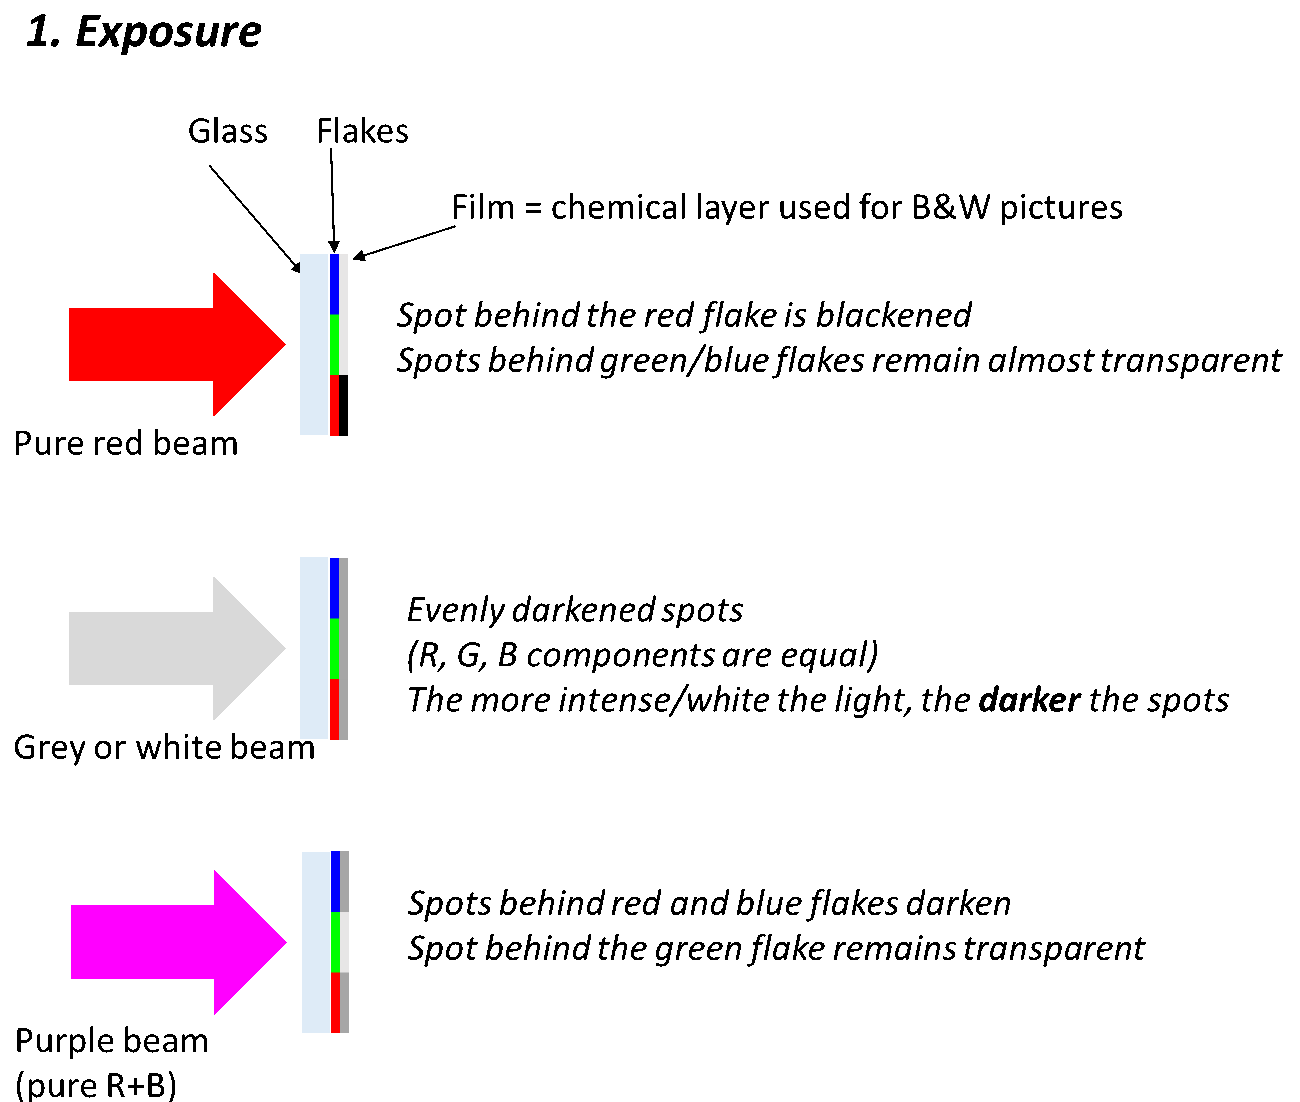 1. Exposure
Glass
Flakes
Film = chemical layer used for B&W pictures
Spot behind the red flake is blackened
Spots behind green/blue flakes remain almost transparent
Pure red beam
Evenly darkened spots
(R, G, B components are equal)
The more intense/white the light, the darker the spots
Grey or white beam
Spots behind red and blue flakes darken
Spot behind the green flake remains transparent
Purple beam
(pure R+B)